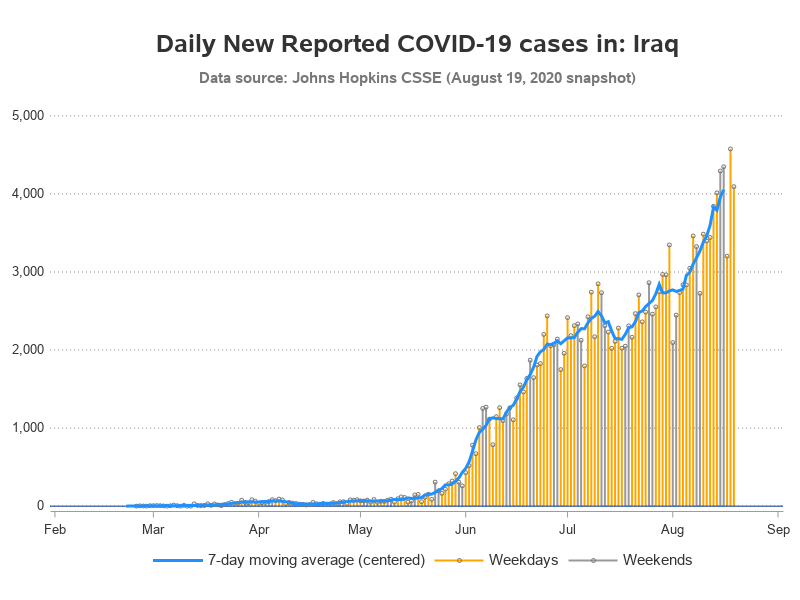 Daily New Reported COVID-19 cases in: Iraq
Data source: Johns Hopkins CSSE (August 19, 2020 snapshot)
5,000
4,000
3,000
2,000
1,000
0
Feb Mar Apr May Jun Jul Aug Sep
7-day moving average (centered) Weekdays Weekends